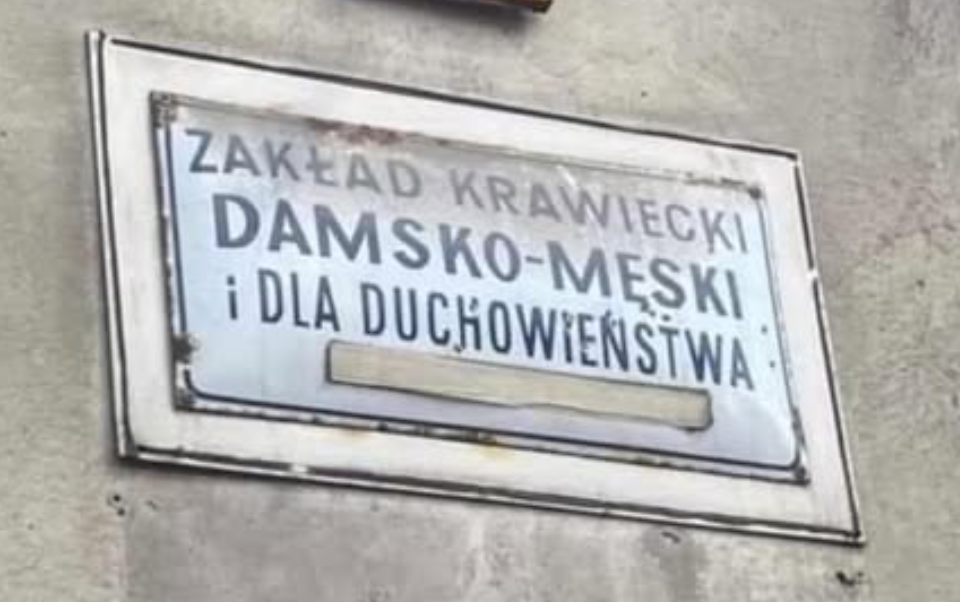 ZAKŁAD KRAWIECKI
DAMSKO-MĘSKI
i DLA DUCHOWIEŃSTWA